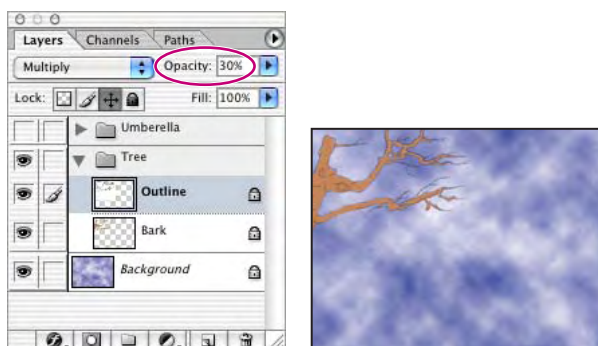 Layers Channels Paths
Multiply Opacity: 30%
Lock: Fill: 100%
Umberella
Tree
Outline
Bark
Background